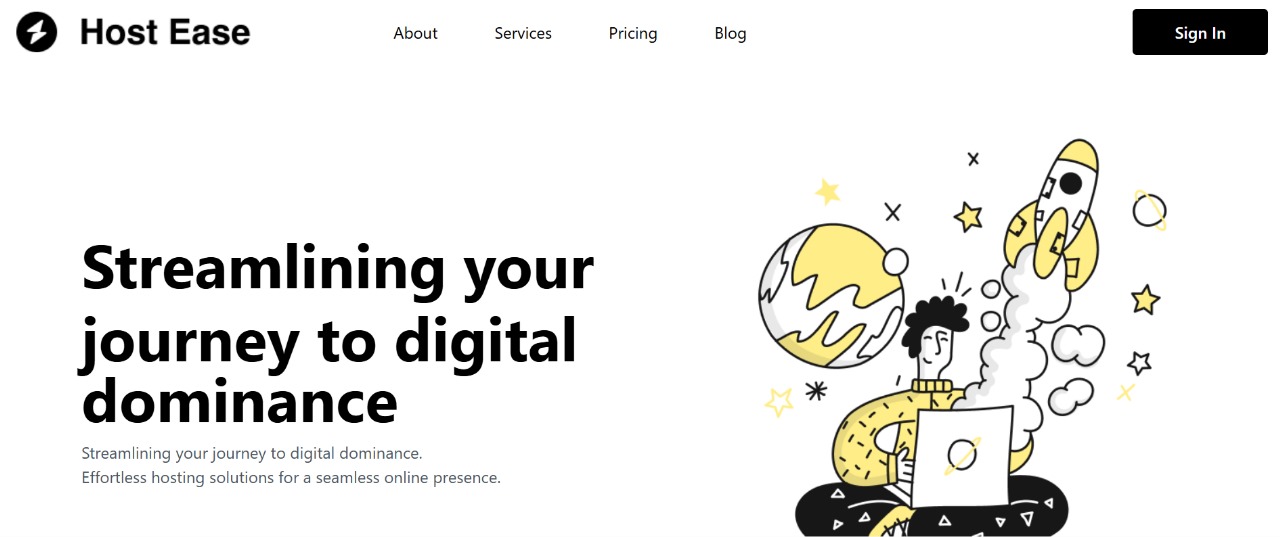 Host Ease
About
Services
Pricing
Blog
Sign In
Streamlining your
journey to digital
dominance
Streamlining your journey to digital dominance.
Effortless hosting solutions for a seamless online presence.